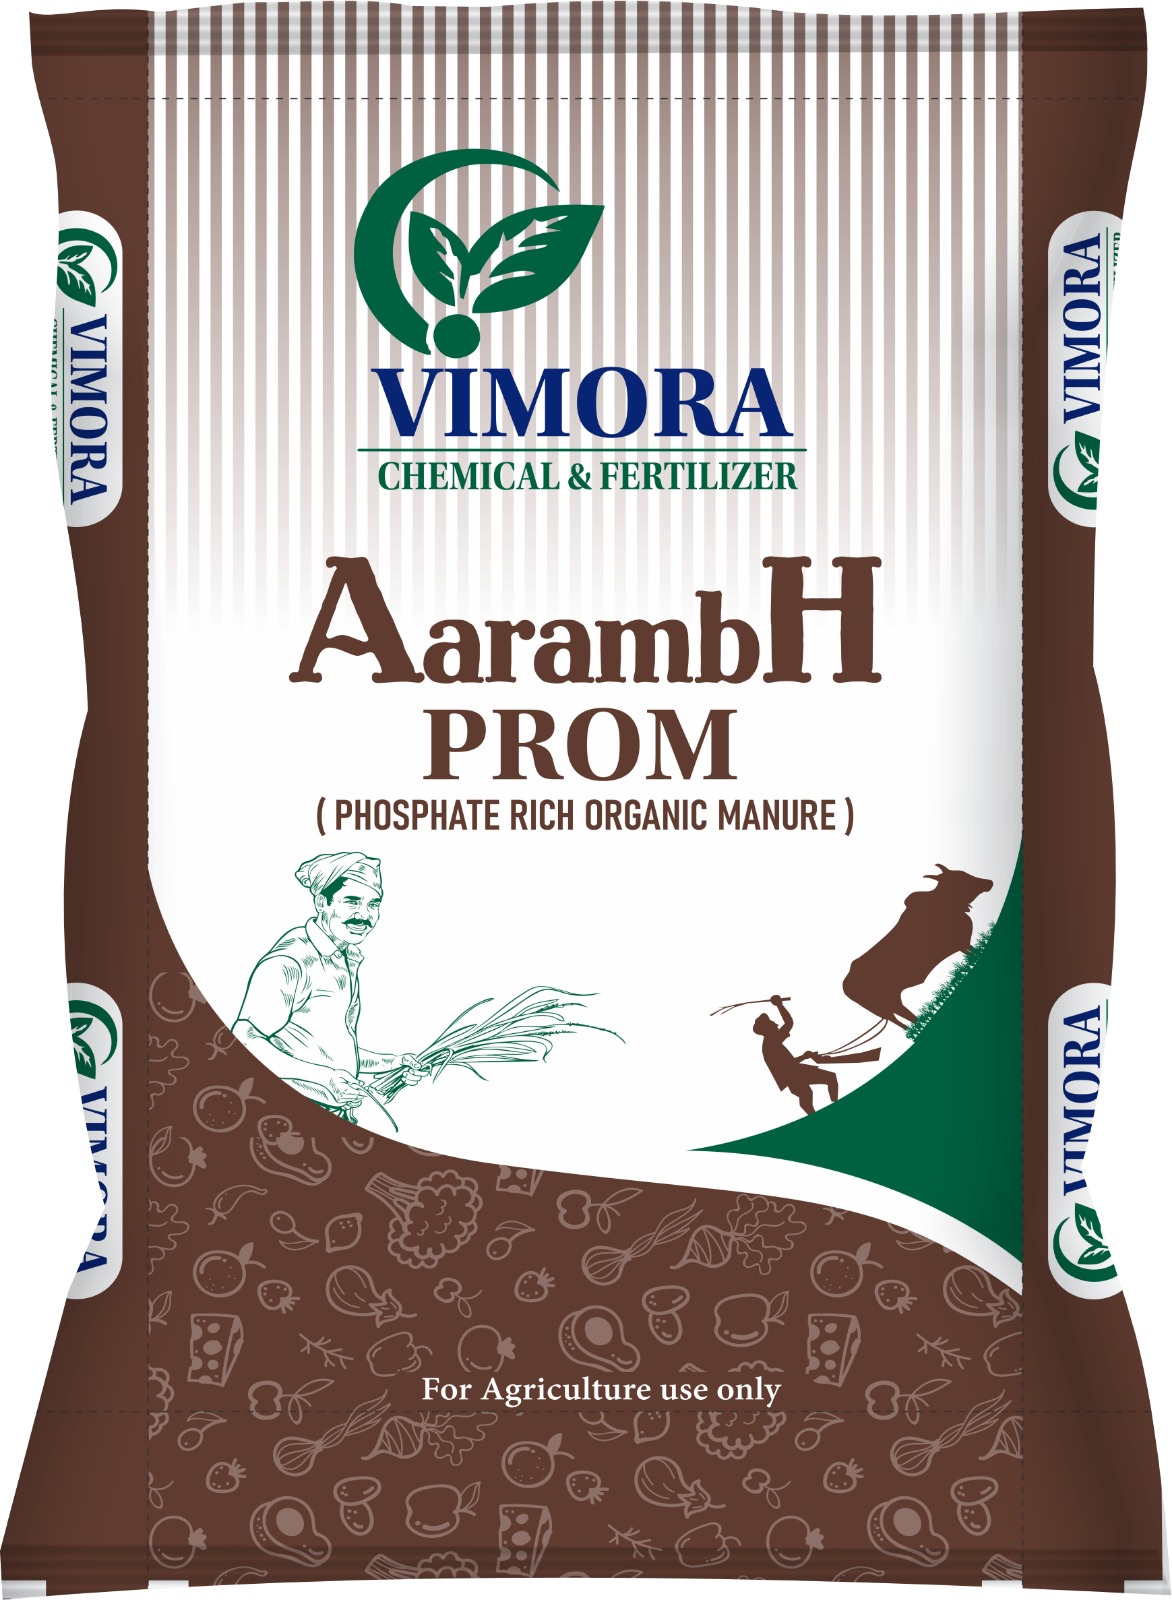 VIMORA
CHEMICAL & FERTILIZER
AarambH
PROM
( PHOSPHATE RICH ORGANIC MANURE )
For Agriculture use only
VIMORA
VIMORA
VIMORA
VIMORA